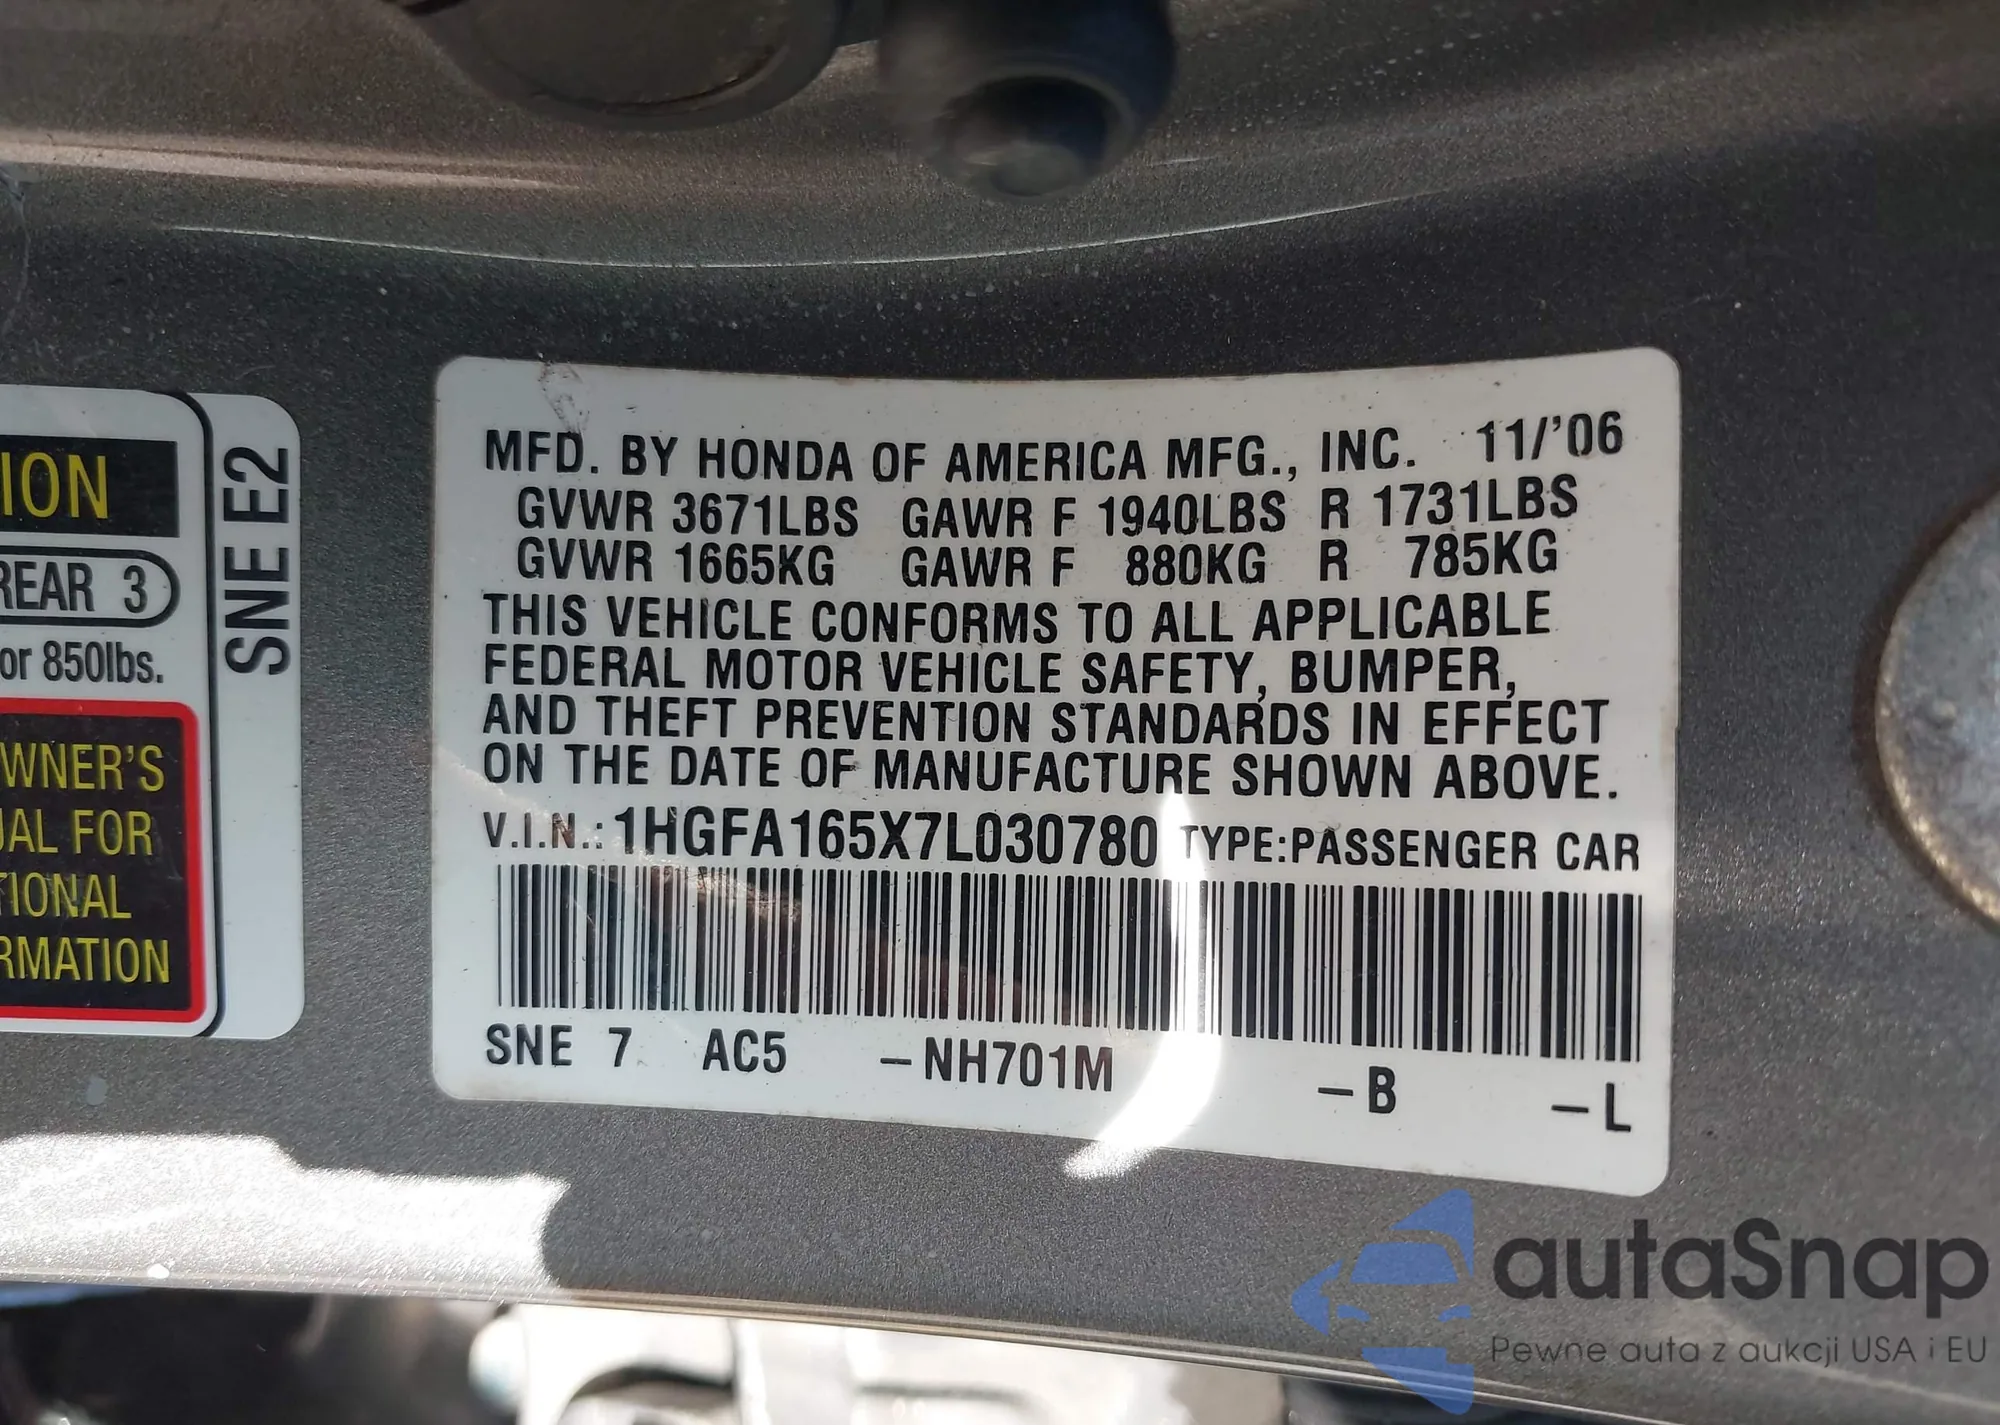 ION
REAR 3
or 850lbs.
WNER'S
UAL FOR
TIONAL
RMATION
SNE E2
MFD. BY HONDA OF AMERICA MFG., INC. 11/'06
GVWR 3671LBS GAWR F 1940LBS R 1731LBS
GVWR 1665KG GAWR F 880KG R 785KG
THIS VEHICLE CONFORMS TO ALL APPLICABLE
FEDERAL MOTOR VEHICLE SAFETY, BUMPER,
AND THEFT PREVENTION STANDARDS IN EFFECT
ON THE DATE OF MANUFACTURE SHOWN ABOVE.
V.I.N.: 1HGFA165X7L030780 TYPE:PASSENGER CAR
SNE 7 AC5 –NH701M –B –L
autaSnap
Pewne auta z aukcji USA i EU